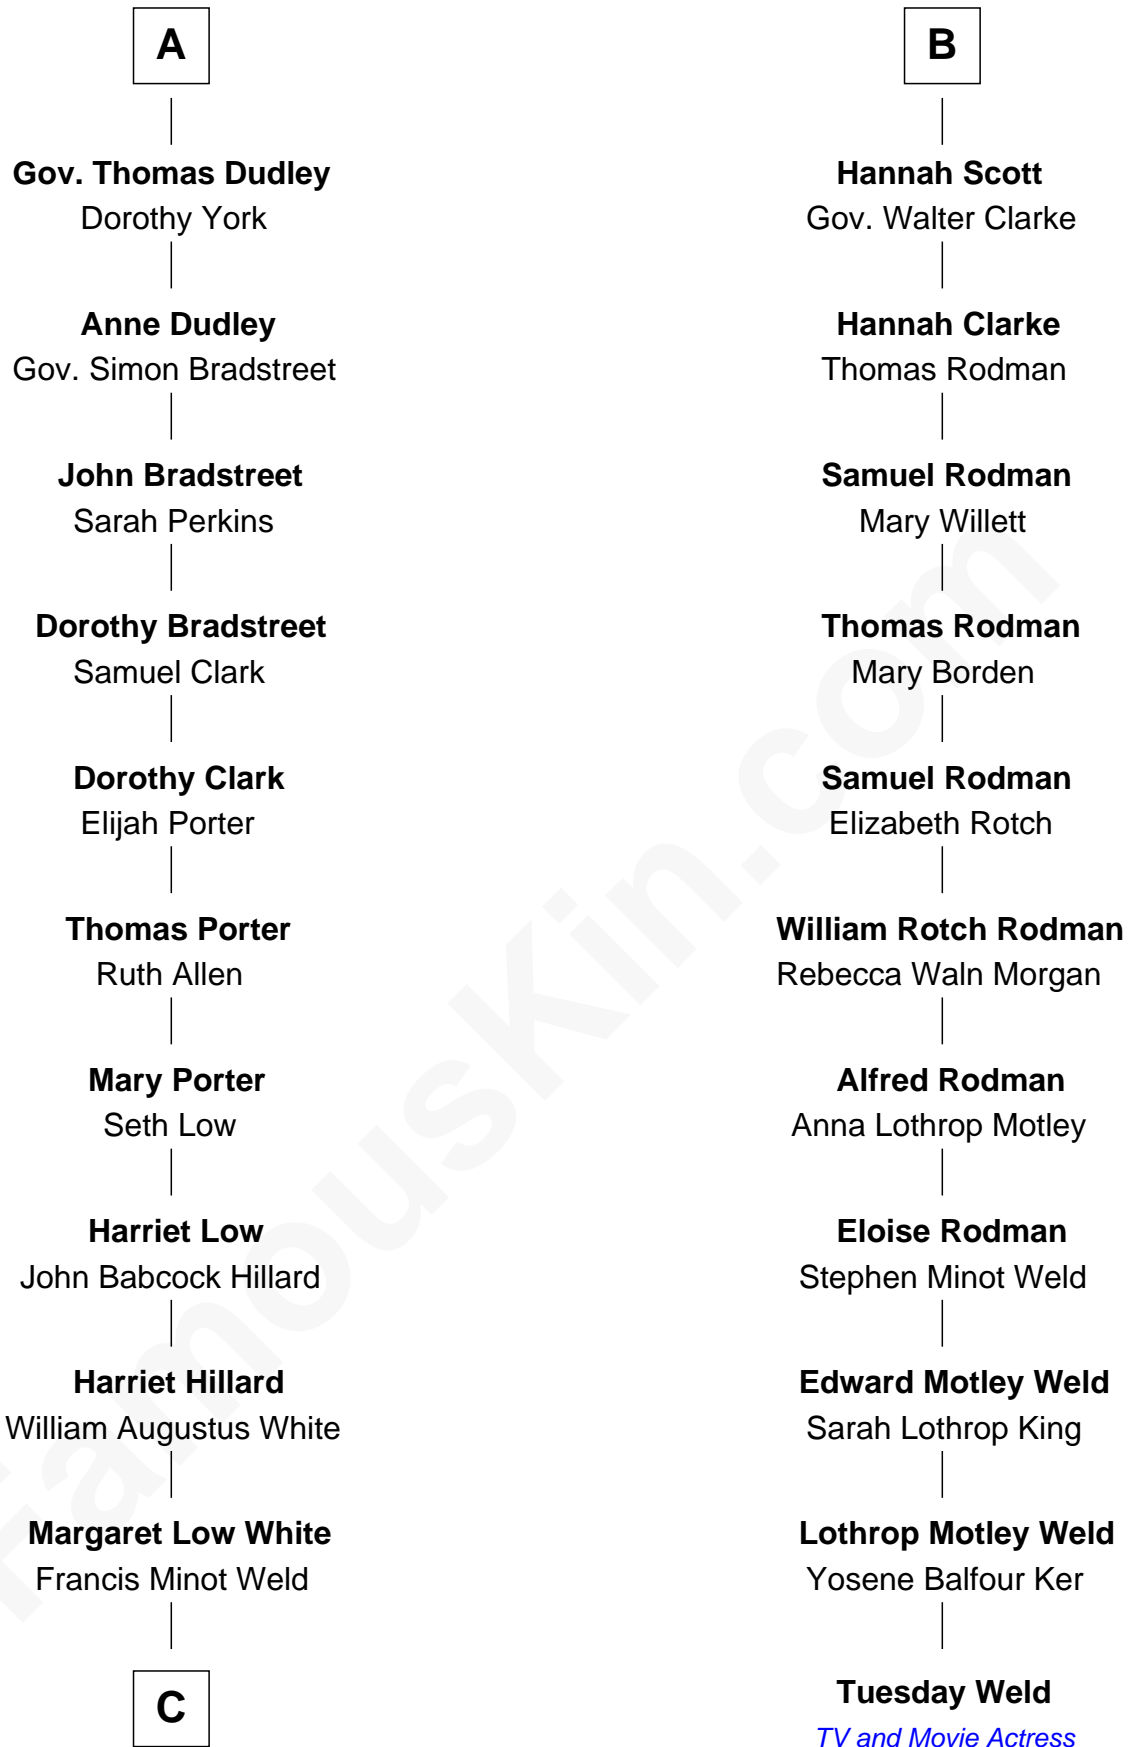 A
Gov. Thomas Dudley
Dorothy York
Anne Dudley
Gov. Simon Bradstreet
John Bradstreet
Sarah Perkins
Dorothy Bradstreet
Samuel Clark
Dorothy Clark
Elijah Porter
Thomas Porter
Ruth Allen
Mary Porter
Seth Low
Harriet Low
John Babcock Hillard
Harriet Hillard
William Augustus White
Margaret Low White
Francis Minot Weld
C
B
Hannah Scott
Gov. Walter Clarke
Hannah Clarke
Thomas Rodman
Samuel Rodman
Mary Willett
Thomas Rodman
Mary Borden
Samuel Rodman
Elizabeth Rotch
William Rotch Rodman
Rebecca Waln Morgan
Alfred Rodman
Anna Lothrop Motley
Eloise Rodman
Stephen Minot Weld
Edward Motley Weld
Sarah Lothrop King
Lothrop Motley Weld
Yosene Balfour Ker
Tuesday Weld
TV and Movie Actress
FamousKin.com